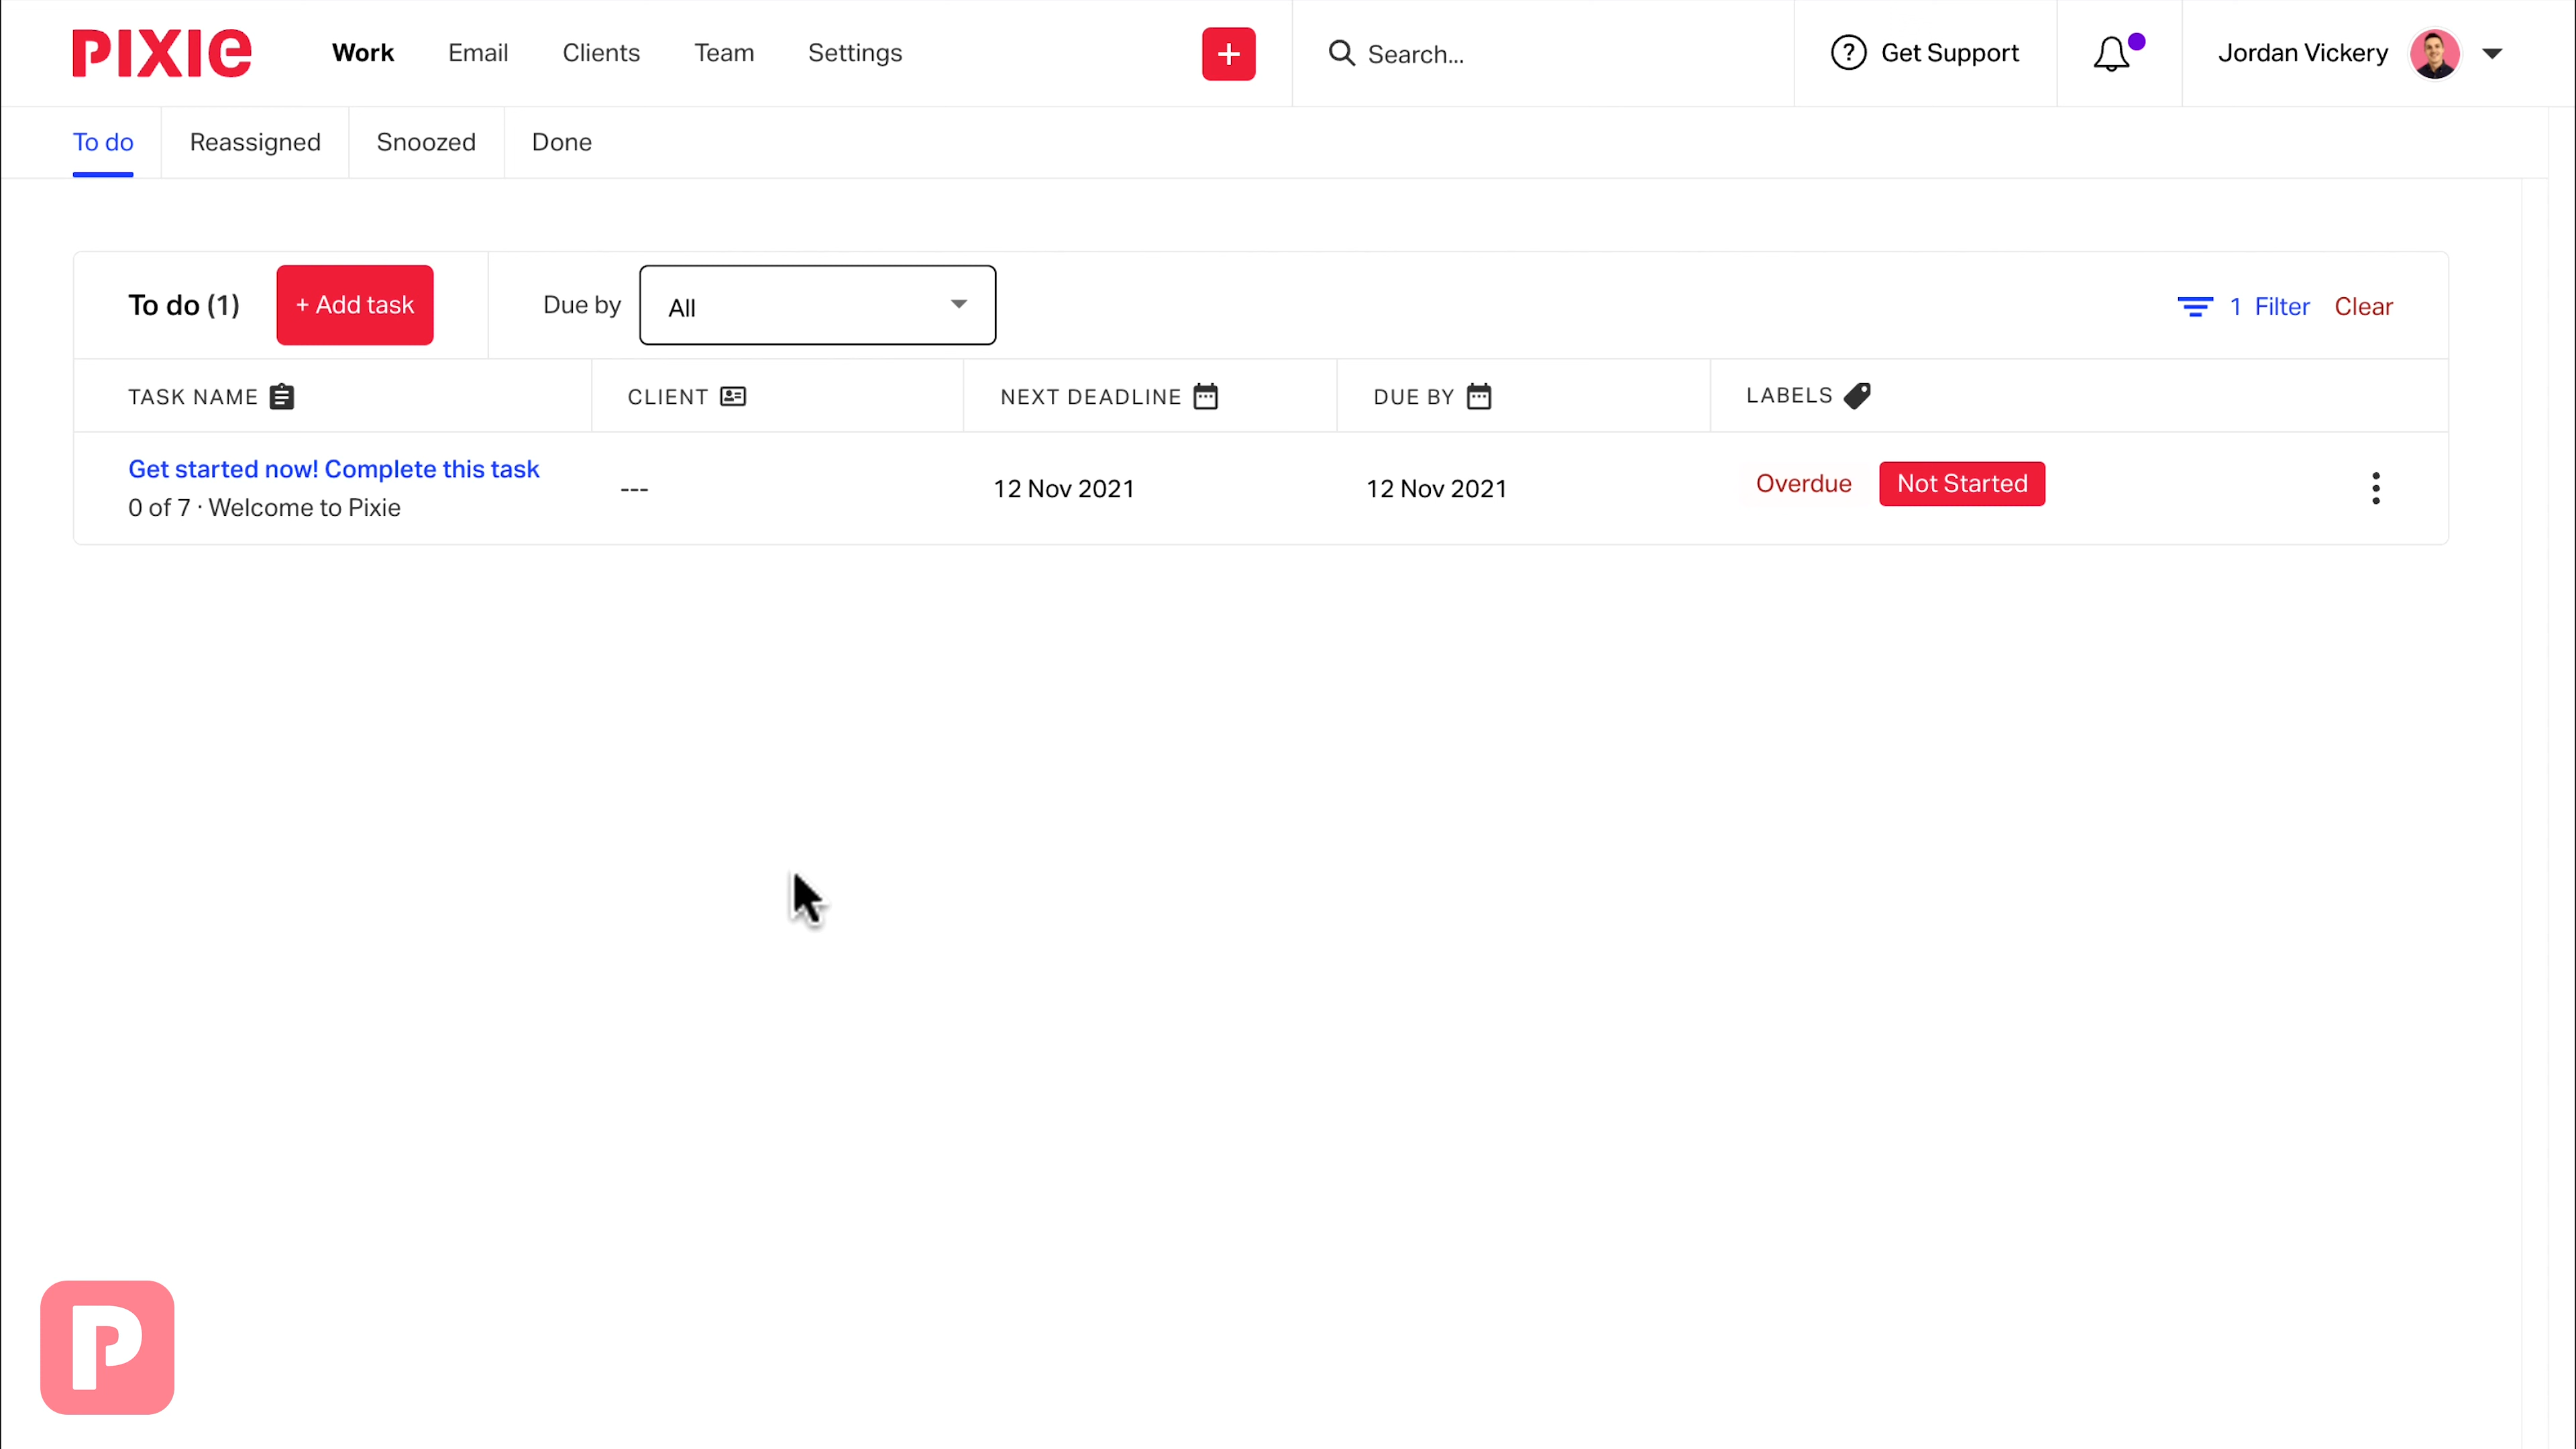 PIXIE Work Email Clients Team Settings + Search... ? Get Support Jordan Vickery
To do Reassigned Snoozed Done
To do (1) + Add task Due by All 1 Filter Clear
TASK NAME CLIENT NEXT DEADLINE DUE BY LABELS
Get started now! Complete this task
0 of 7 · Welcome to Pixie
--- 12 Nov 2021 12 Nov 2021 Overdue Not Started
P